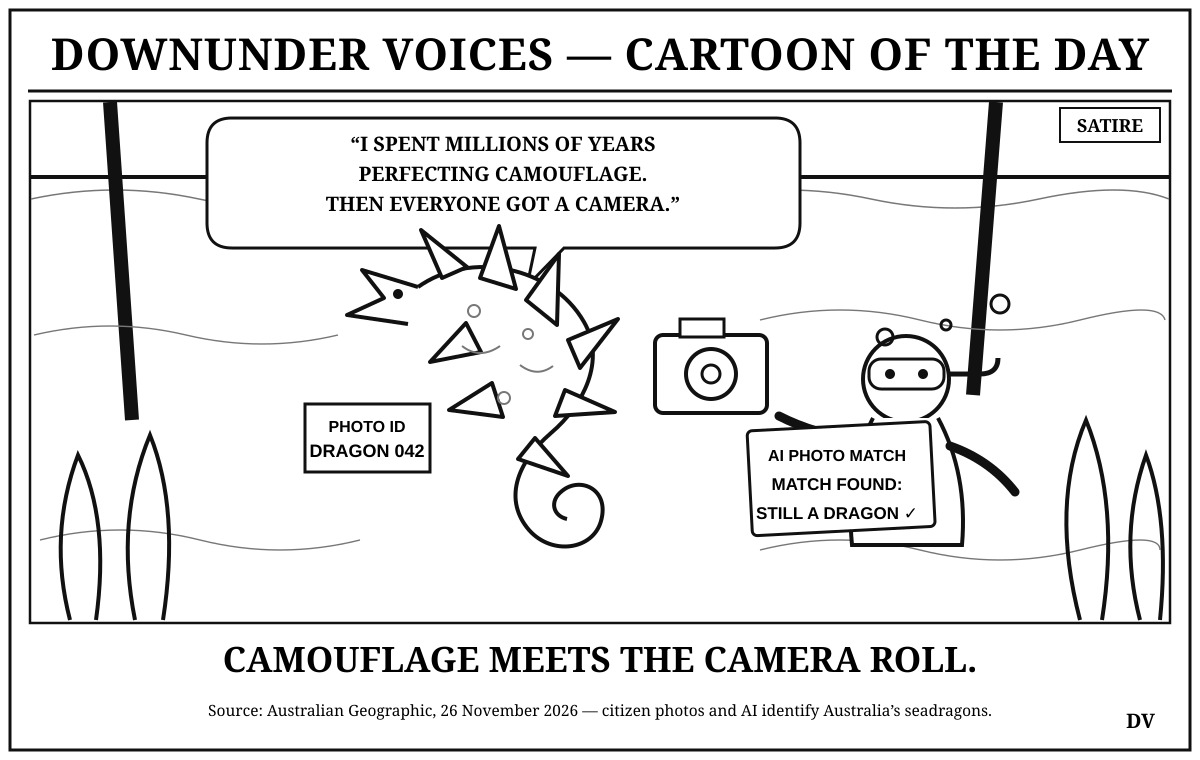 DOWNUNDER VOICES — CARTOON OF THE DAY
SATIRE
“I SPENT MILLIONS OF YEARS
PERFECTING CAMOUFLAGE.
THEN EVERYONE GOT A CAMERA.”
PHOTO ID
DRAGON 042
AI PHOTO MATCH
MATCH FOUND:
STILL A DRAGON ✓
CAMOUFLAGE MEETS THE CAMERA ROLL.
Source: Australian Geographic, 26 November 2026 — citizen photos and AI identify Australia’s seadragons.
DV